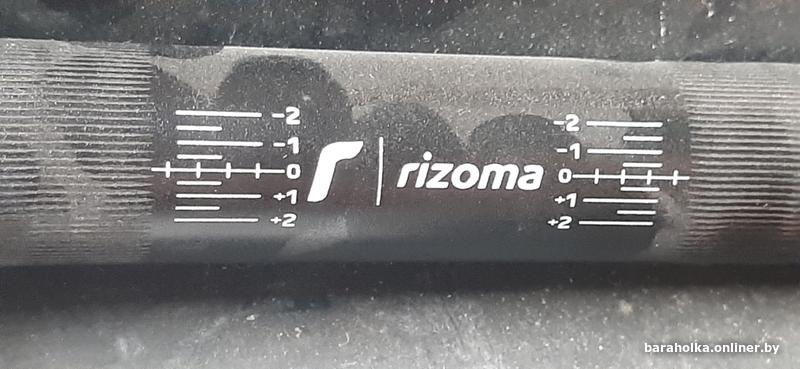 -2 -2
-1 -1
0 r rizoma 0
+1 +1
+2 +2
baraholka.onliner.by